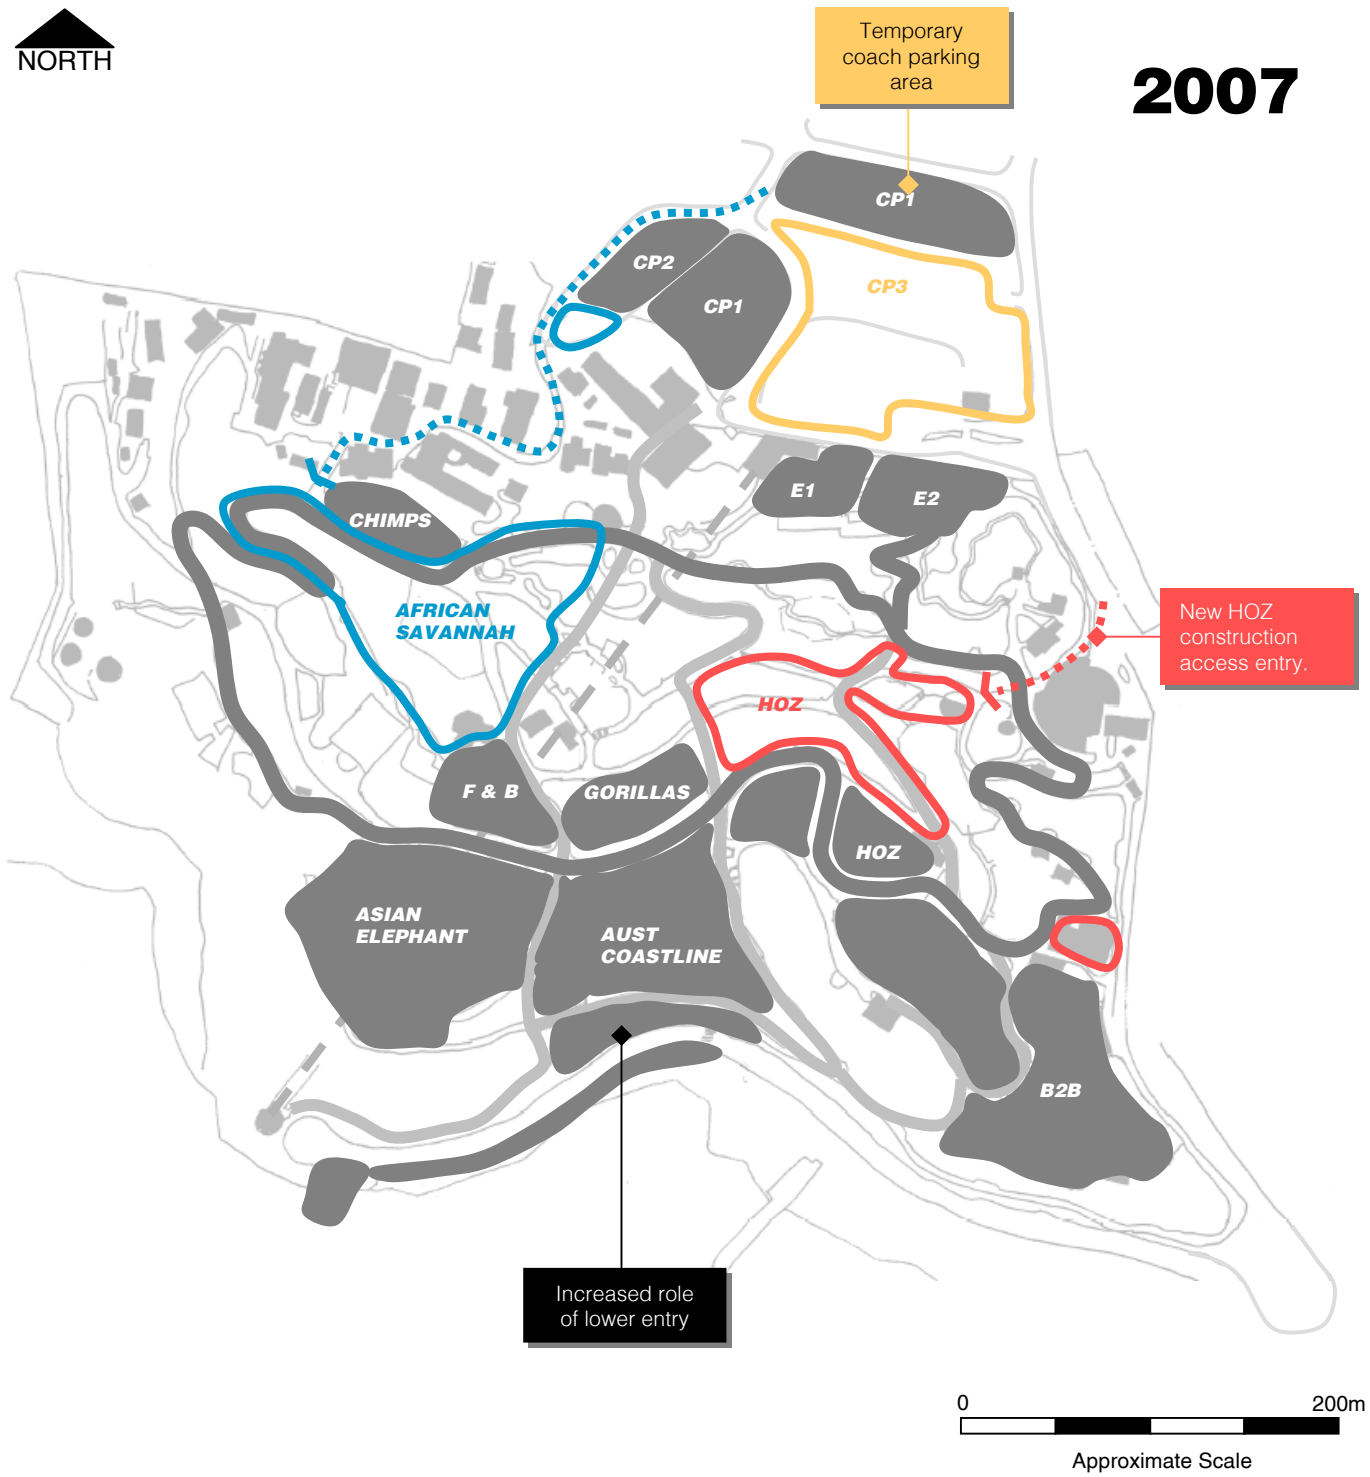 NORTH
Temporary
coach parking
area
2007
CP1
CP2
CP3
CP1
E1
E2
CHIMPS
AFRICAN
SAVANNAH
New HOZ
construction
access entry.
HOZ
F & B
GORILLAS
HOZ
ASIAN
ELEPHANT
AUST
COASTLINE
B2B
Increased role
of lower entry
0
200m
Approximate Scale